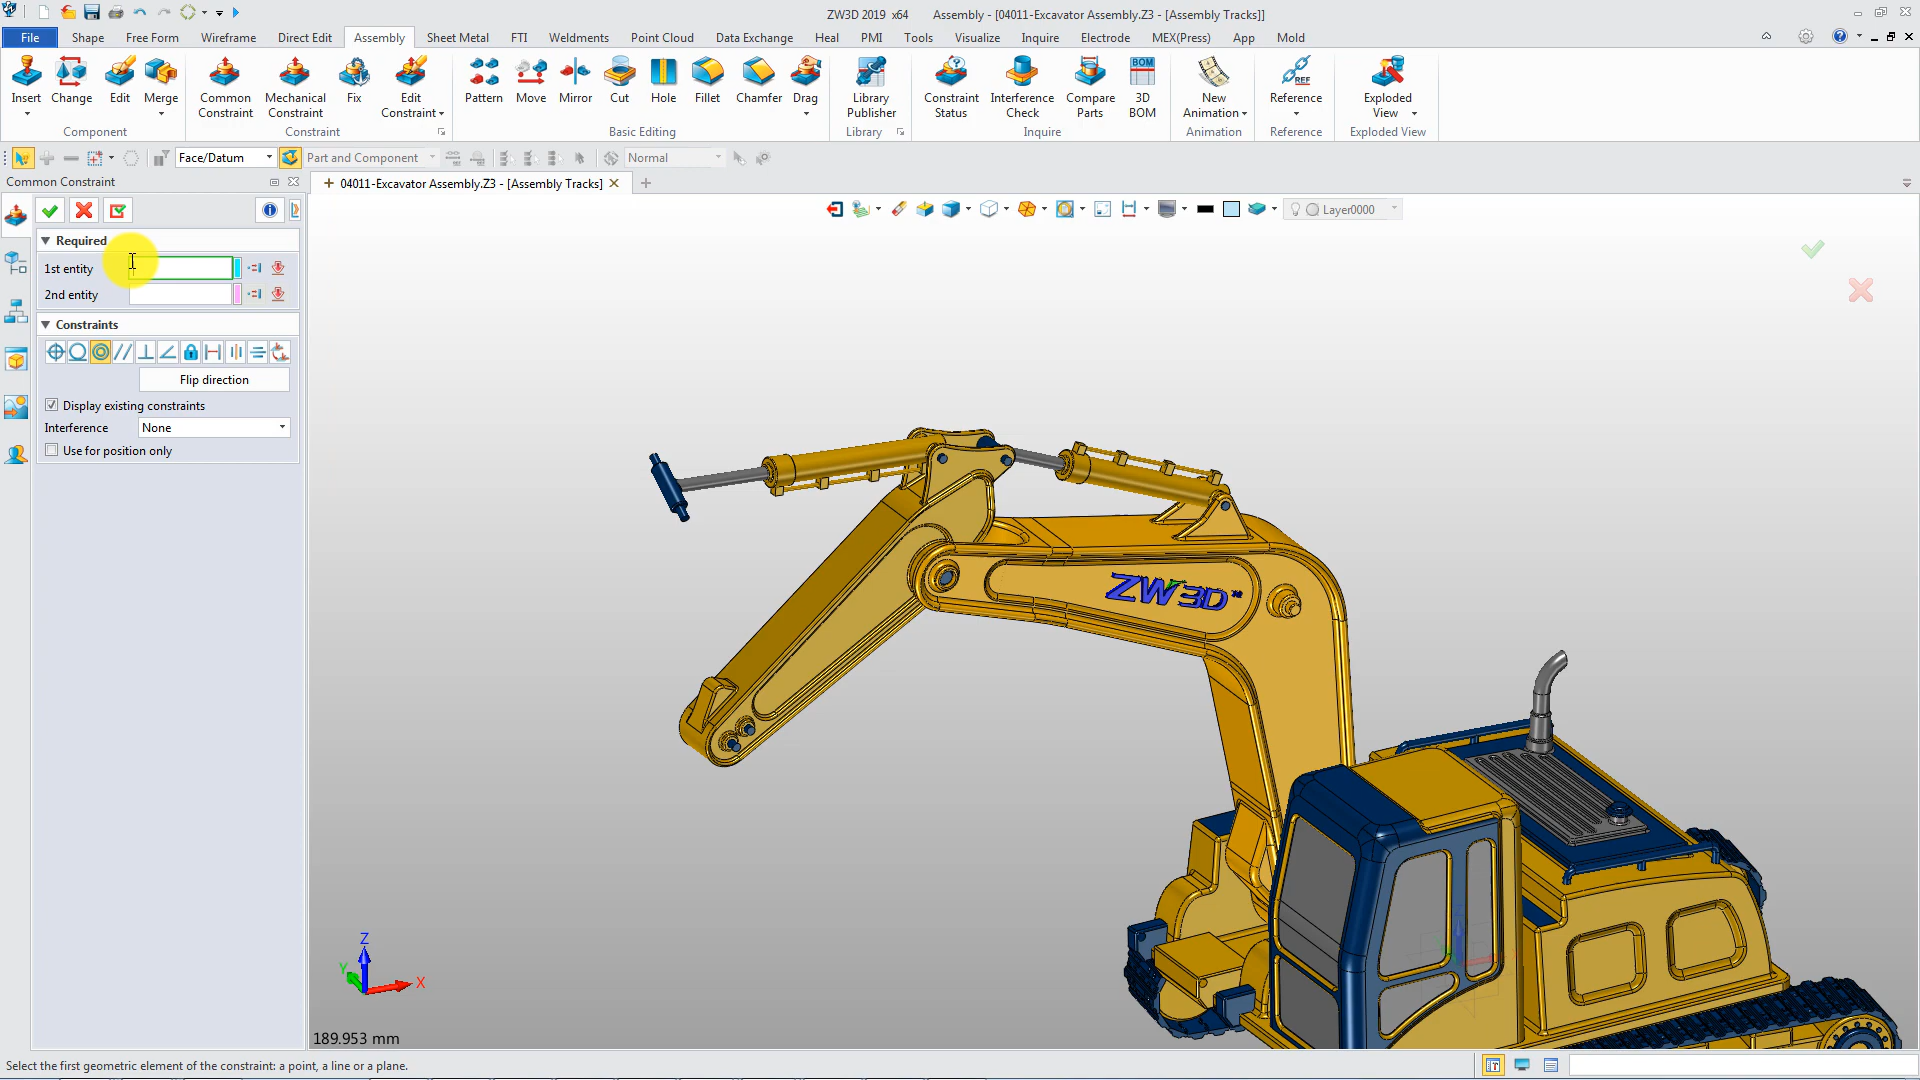 ZW3D 2019 x64 Assembly - [04011-Excavator Assembly.Z3 - [Assembly Tracks]]
File Shape Free Form Wireframe Direct Edit Assembly Sheet Metal FTI Weldments Point Cloud Data Exchange Heal PMI Tools Visualize Inquire Electrode MEX(Press) App Mold
Insert Change Edit Merge Common Constraint Mechanical Constraint Fix Edit Constraint Pattern Move Mirror Cut Hole Fillet Chamfer Drag Library Publisher Constraint Status Interference Check Compare Parts BOM 3D BOM New Animation REF Reference Exploded View
Component Constraint Basic Editing Library Inquire Animation Reference Exploded View
Face/Datum Part and Component Normal
Common Constraint
04011-Excavator Assembly.Z3 - [Assembly Tracks]
Layer0000
Required
1st entity
2nd entity
Constraints
Flip direction
Display existing constraints
Interference None
Use for position only
ZW3D
Z
Y
X
189.953 mm
Select the first geometric element of the constraint: a point, a line or a plane.